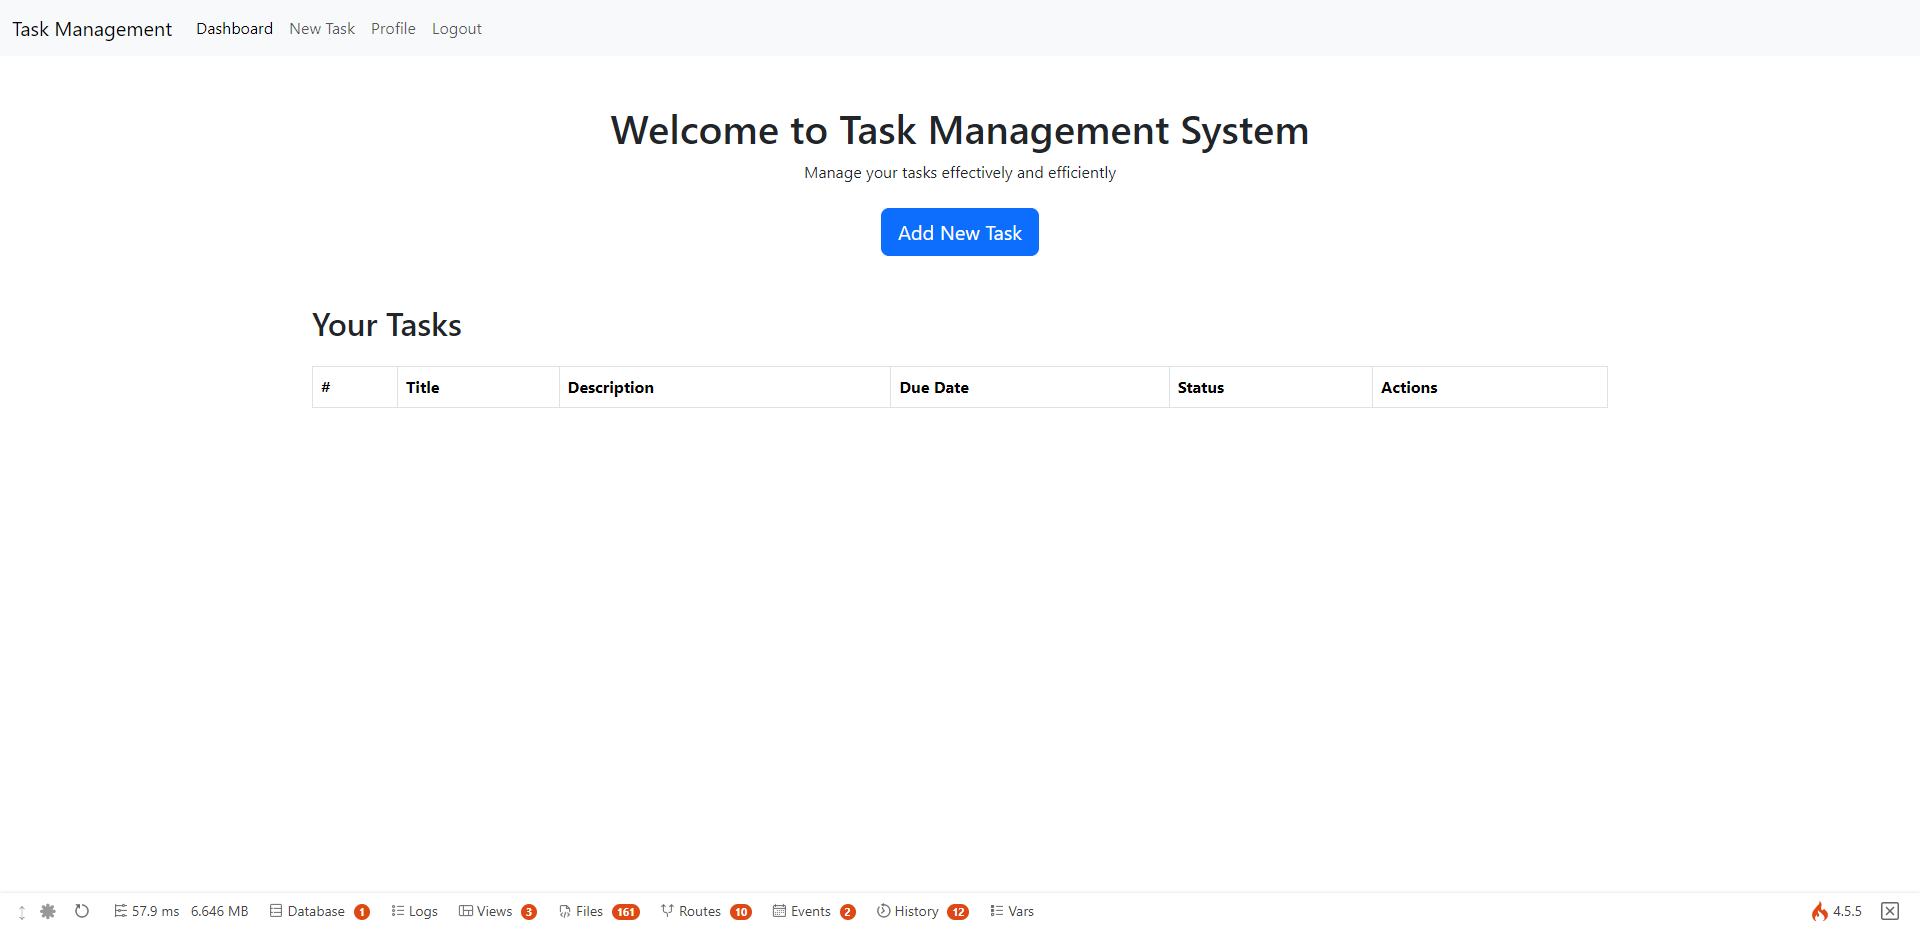 Task Management Dashboard New Task Profile Logout
Welcome to Task Management System
Manage your tasks effectively and efficiently
Add New Task
Your Tasks
# Title Description Due Date Status Actions
57.9 ms 6.646 MB Database 1 Logs Views 3 Files 161 Routes 10 Events 2 History 12 Vars 4.5.5